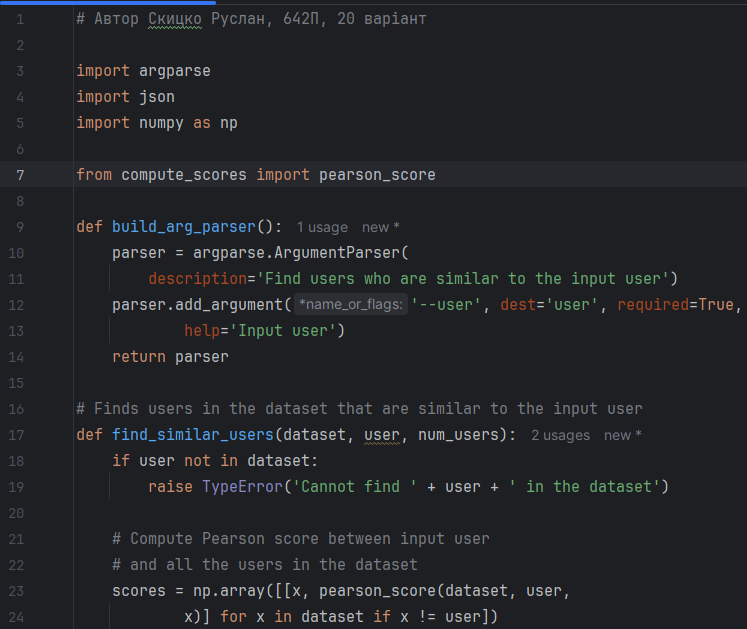 1 # Автор Скицко Руслан, 642П, 20 варіант
2
3 import argparse
4 import json
5 import numpy as np
6
7 from compute_scores import pearson_score
8
9 def build_arg_parser(): 1 usage new *
10 parser = argparse.ArgumentParser(
11 description='Find users who are similar to the input user')
12 parser.add_argument( *name_or_flags: '--user', dest='user', required=True,
13 help='Input user')
14 return parser
15
16 # Finds users in the dataset that are similar to the input user
17 def find_similar_users(dataset, user, num_users): 2 usages new *
18 if user not in dataset:
19 raise TypeError('Cannot find ' + user + ' in the dataset')
20
21 # Compute Pearson score between input user
22 # and all the users in the dataset
23 scores = np.array([[x, pearson_score(dataset, user,
24 x)] for x in dataset if x != user])